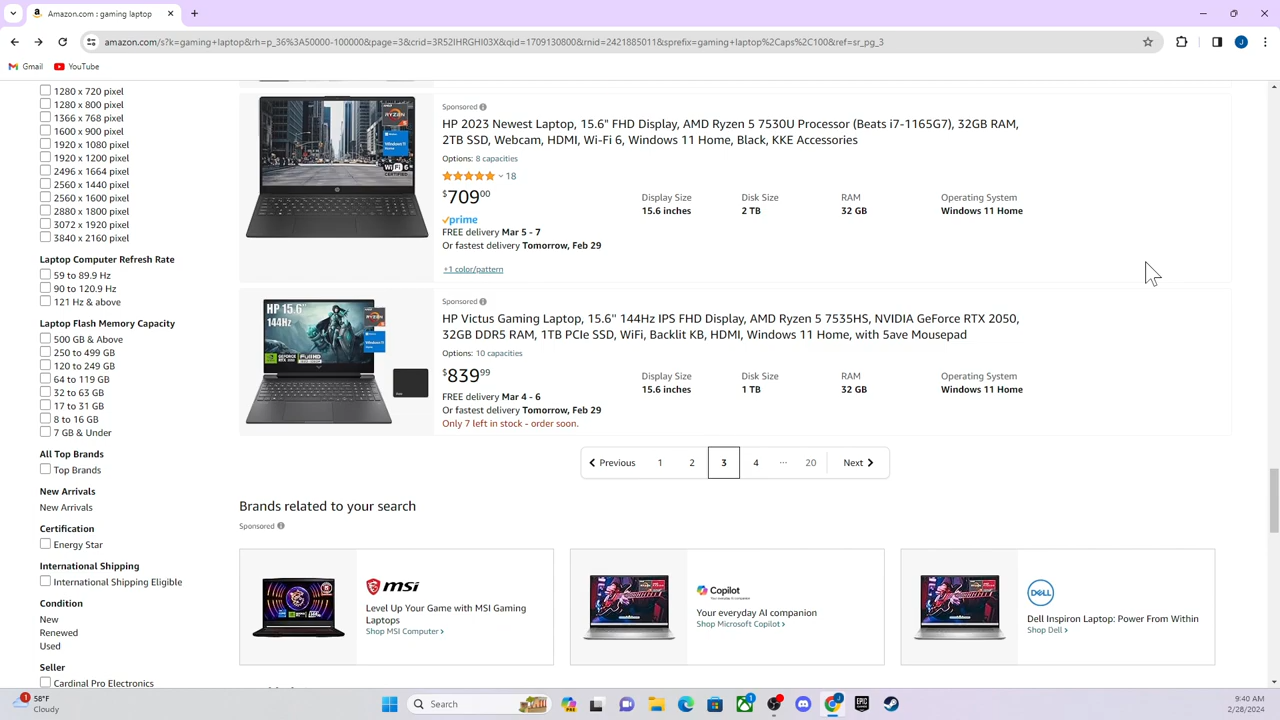 Amazon.com : gaming laptop
amazon.com/s?k=gaming+laptop&rh=p_36%3A50000-100000&page=3&crid=3R52IHRGHI03X&qid=1709130800&rnid=2421885011&sprefix=gaming+laptop%2Caps%2C100&ref=sr_pg_3
Gmail
YouTube
1280 x 720 pixel
1280 x 800 pixel
1366 x 768 pixel
1600 x 900 pixel
1920 x 1080 pixel
1920 x 1200 pixel
2496 x 1664 pixel
2560 x 1440 pixel
2560 x 1600 pixel
2880 x 1800 pixel
3072 x 1920 pixel
3840 x 2160 pixel
Laptop Computer Refresh Rate
59 to 89.9 Hz
90 to 120.9 Hz
121 Hz & above
Laptop Flash Memory Capacity
500 GB & Above
250 to 499 GB
120 to 249 GB
64 to 119 GB
32 to 63 GB
17 to 31 GB
8 to 16 GB
7 GB & Under
All Top Brands
Top Brands
New Arrivals
New Arrivals
Certification
Energy Star
International Shipping
International Shipping Eligible
Condition
New
Renewed
Used
Seller
Cardinal Pro Electronics
Sponsored
HP 2023 Newest Laptop, 15.6" FHD Display, AMD Ryzen 5 7530U Processor (Beats i7-1165G7), 32GB RAM,
2TB SSD, Webcam, HDMI, Wi-Fi 6, Windows 11 Home, Black, KKE Accessories
Options: 8 capacities
18
$70900
prime
FREE delivery Mar 5 - 7
Or fastest delivery Tomorrow, Feb 29
+1 color/pattern
Display Size
15.6 inches
Disk Size
2 TB
RAM
32 GB
Operating System
Windows 11 Home
RYZEN
Sponsored
HP Victus Gaming Laptop, 15.6" 144Hz IPS FHD Display, AMD Ryzen 5 7535HS, NVIDIA GeForce RTX 2050,
32GB DDR5 RAM, 1TB PCIe SSD, WiFi, Backlit KB, HDMI, Windows 11 Home, with 5ave Mousepad
Options: 10 capacities
$83999
FREE delivery Mar 4 - 6
Or fastest delivery Tomorrow, Feb 29
Only 7 left in stock - order soon.
Display Size
15.6 inches
Disk Size
1 TB
RAM
32 GB
Operating System
Windows 11 Home
HP 15.6"
144Hz
Previous 1 2 3 4 ··· 20 Next
Brands related to your search
Sponsored
msi
Level Up Your Game with MSI Gaming
Laptops
Shop MSI Computer ›
Copilot
Your everyday AI companion
Shop Microsoft Copilot ›
DELL
Dell Inspiron Laptop: Power From Within
Shop Dell ›
1
58°F
Cloudy
Search
1
J
EPIC
9:40 AM
2/28/2024